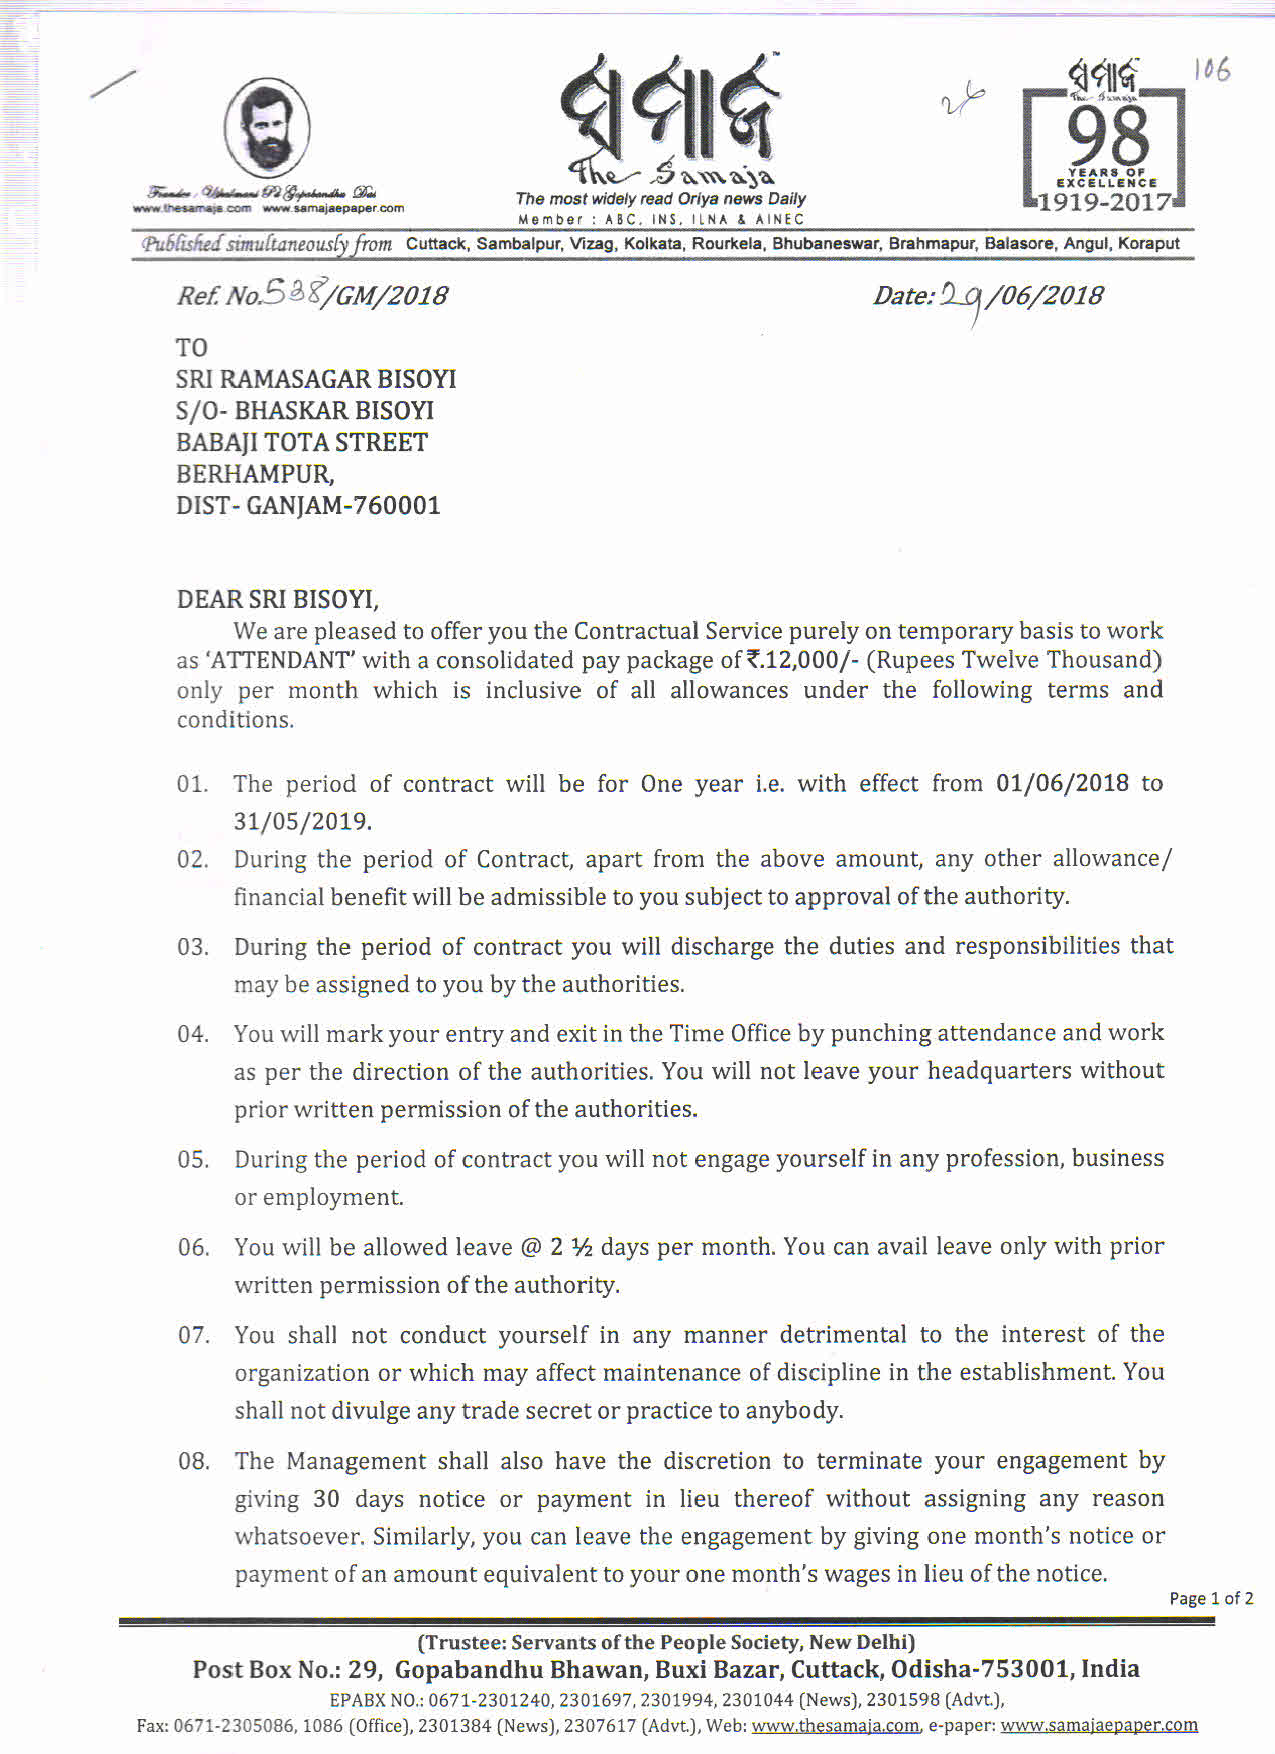 ସମାଜ
The Samaja
The most widely read Oriya news Daily
Member : ABC, INS, ILNA & AINEC
Founder, Utkalmani Pt Gopabandhu Das
www.thesamaja.com www.samajaepaper.com
26
ସମାଜ
The Samaja
98
YEARS OF
EXCELLENCE
1919-2017
106
Published simultaneously from Cuttack, Sambalpur, Vizag, Kolkata, Rourkela, Bhubaneswar, Brahmapur, Balasore, Angul, Koraput
Ref. No.538/GM/2018 Date: 29/06/2018
TO
SRI RAMASAGAR BISOYI
S/O- BHASKAR BISOYI
BABAJI TOTA STREET
BERHAMPUR,
DIST- GANJAM-760001
DEAR SRI BISOYI,
We are pleased to offer you the Contractual Service purely on temporary basis to work
as ‘ATTENDANT’ with a consolidated pay package of ₹.12,000/- (Rupees Twelve Thousand)
only per month which is inclusive of all allowances under the following terms and
conditions.
01. The period of contract will be for One year i.e. with effect from 01/06/2018 to
31/05/2019.
02. During the period of Contract, apart from the above amount, any other allowance/
financial benefit will be admissible to you subject to approval of the authority.
03. During the period of contract you will discharge the duties and responsibilities that
may be assigned to you by the authorities.
04. You will mark your entry and exit in the Time Office by punching attendance and work
as per the direction of the authorities. You will not leave your headquarters without
prior written permission of the authorities.
05. During the period of contract you will not engage yourself in any profession, business
or employment.
06. You will be allowed leave @ 2 ½ days per month. You can avail leave only with prior
written permission of the authority.
07. You shall not conduct yourself in any manner detrimental to the interest of the
organization or which may affect maintenance of discipline in the establishment. You
shall not divulge any trade secret or practice to anybody.
08. The Management shall also have the discretion to terminate your engagement by
giving 30 days notice or payment in lieu thereof without assigning any reason
whatsoever. Similarly, you can leave the engagement by giving one month's notice or
payment of an amount equivalent to your one month's wages in lieu of the notice.
Page 1 of 2
(Trustee: Servants of the People Society, New Delhi)
Post Box No.: 29, Gopabandhu Bhawan, Buxi Bazar, Cuttack, Odisha-753001, India
EPABX NO.: 0671-2301240, 2301697, 2301994, 2301044 (News), 2301598 (Advt.),
Fax: 0671-2305086, 1086 (Office), 2301384 (News), 2307617 (Advt.), Web: www.thesamaja.com, e-paper: www.samajaepaper.com